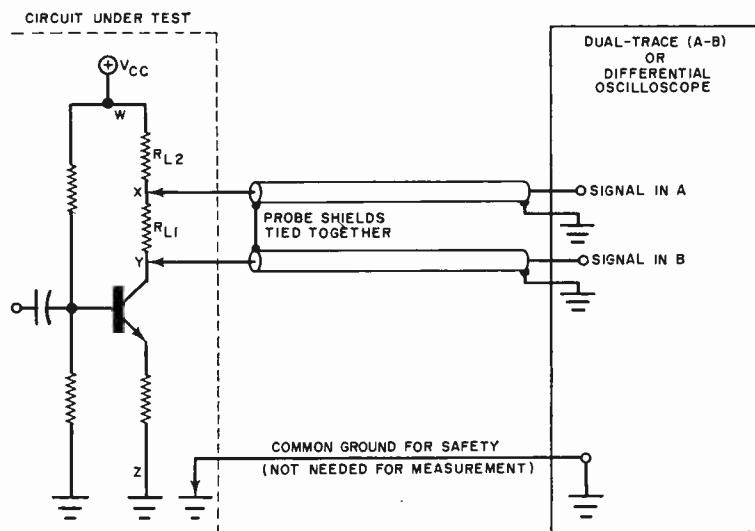 CIRCUIT UNDER TEST
DUAL-TRACE (A-B)
OR
DIFFERENTIAL
OSCILLOSCOPE
VCC
W
RL2
X
SIGNAL IN A
RL1
PROBE SHIELDS
TIED TOGETHER
Y
SIGNAL IN B
COMMON GROUND FOR SAFETY
(NOT NEEDED FOR MEASUREMENT)
Z